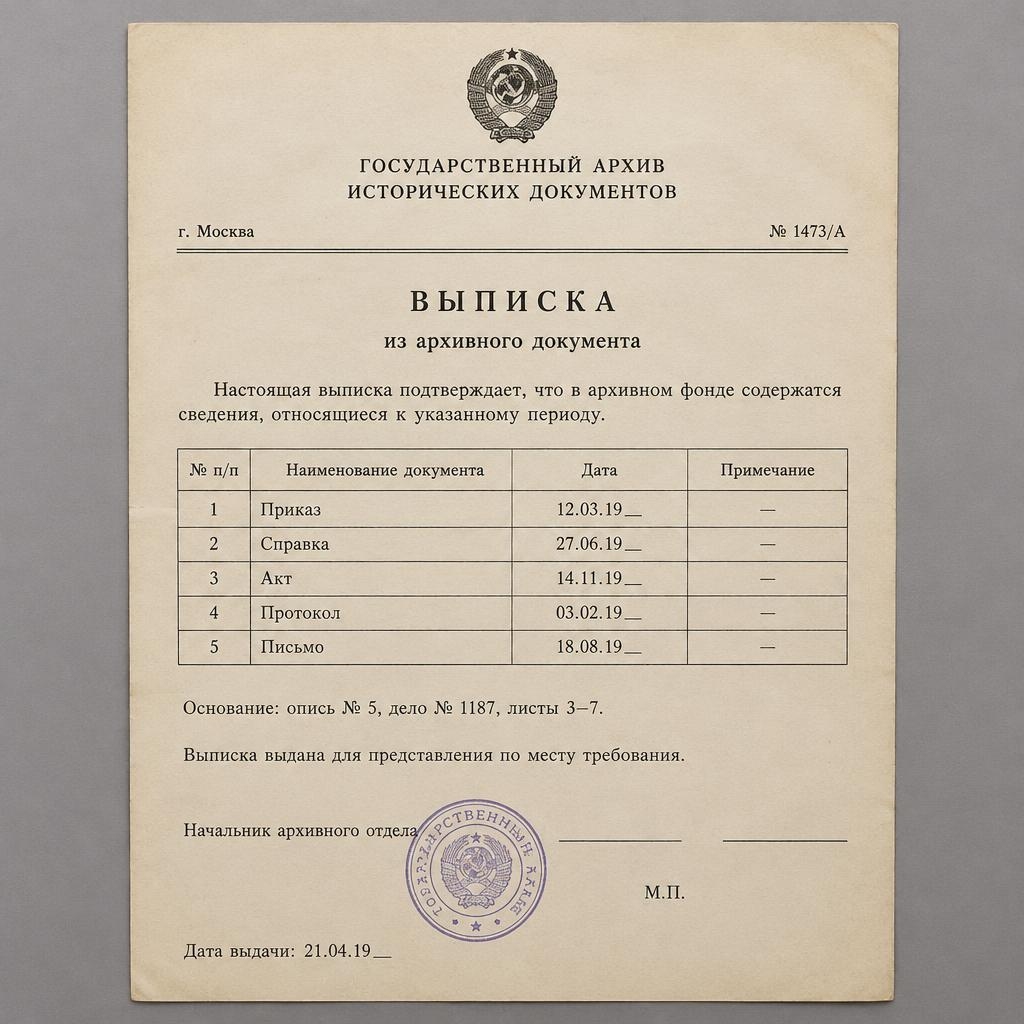 ГОСУДАРСТВЕННЫЙ АРХИВ
ИСТОРИЧЕСКИХ ДОКУМЕНТОВ
г. Москва № 1473/А
ВЫПИСКА
из архивного документа
Настоящая выписка подтверждает, что в архивном фонде содержатся
сведения, относящиеся к указанному периоду.
№ п/п Наименование документа Дата Примечание
1 Приказ 12.03.19__ —
2 Справка 27.06.19__ —
3 Акт 14.11.19__ —
4 Протокол 03.02.19__ —
5 Письмо 18.08.19__ —
Основание: опись № 5, дело № 1187, листы 3–7.
Выписка выдана для представления по месту требования.
Начальник архивного отдела
М.П.
Дата выдачи: 21.04.19__